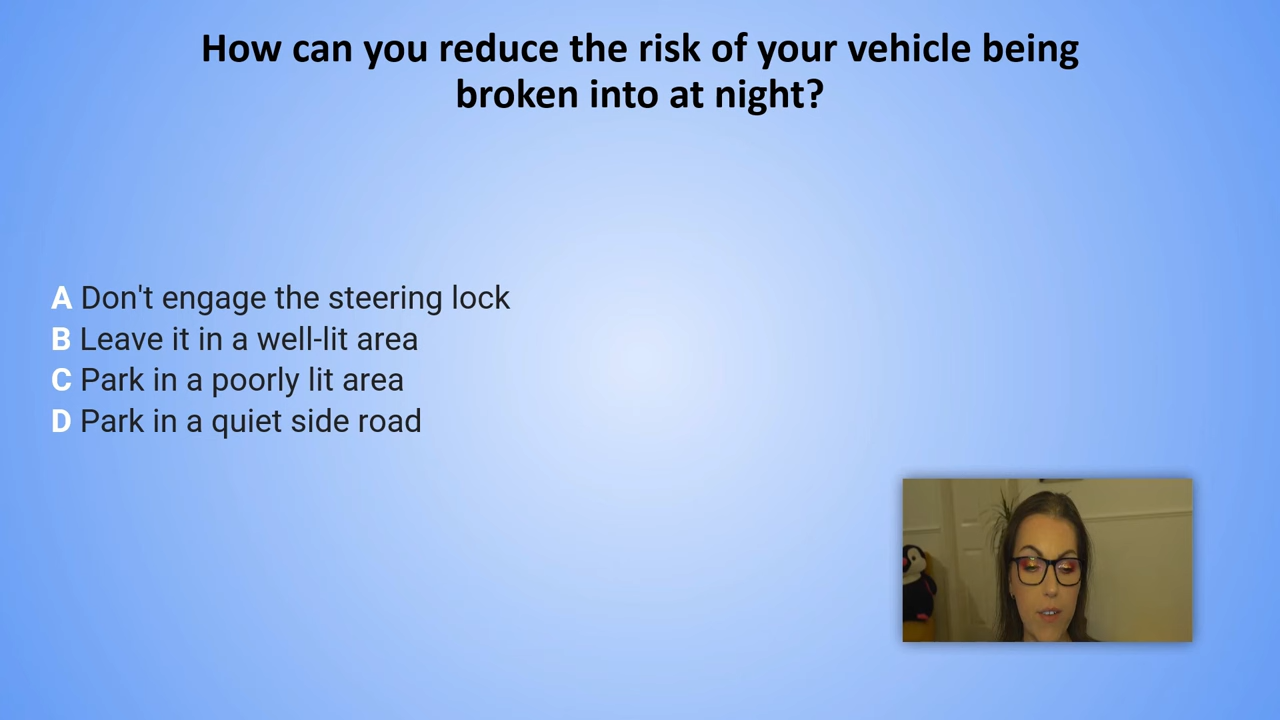 How can you reduce the risk of your vehicle being
broken into at night?
A Don't engage the steering lock
B Leave it in a well-lit area
C Park in a poorly lit area
D Park in a quiet side road